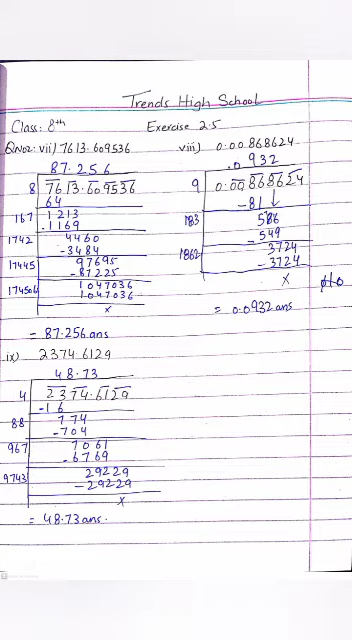 Trends High School
Class: 8th Exercise 2.5
Q No2: vii) 7613.609536
87.256
8 7613.609536
64
167 1213
.1169
1742 4460
-3484
17445 97695
-87225
174506 1047036
1047036
x
= 87.256 ans
viii) 0.00868624
.0932
9 0.00868624
-81 ↓
183 586
-549
1862 3724
-3724
x
= 0.0932 ans
ix) 2374.6129
48.73
4 2374.6129
-16
88 774
-704
967 7061
-6769
9743 29229
-29229
x
= 48.73 ans.